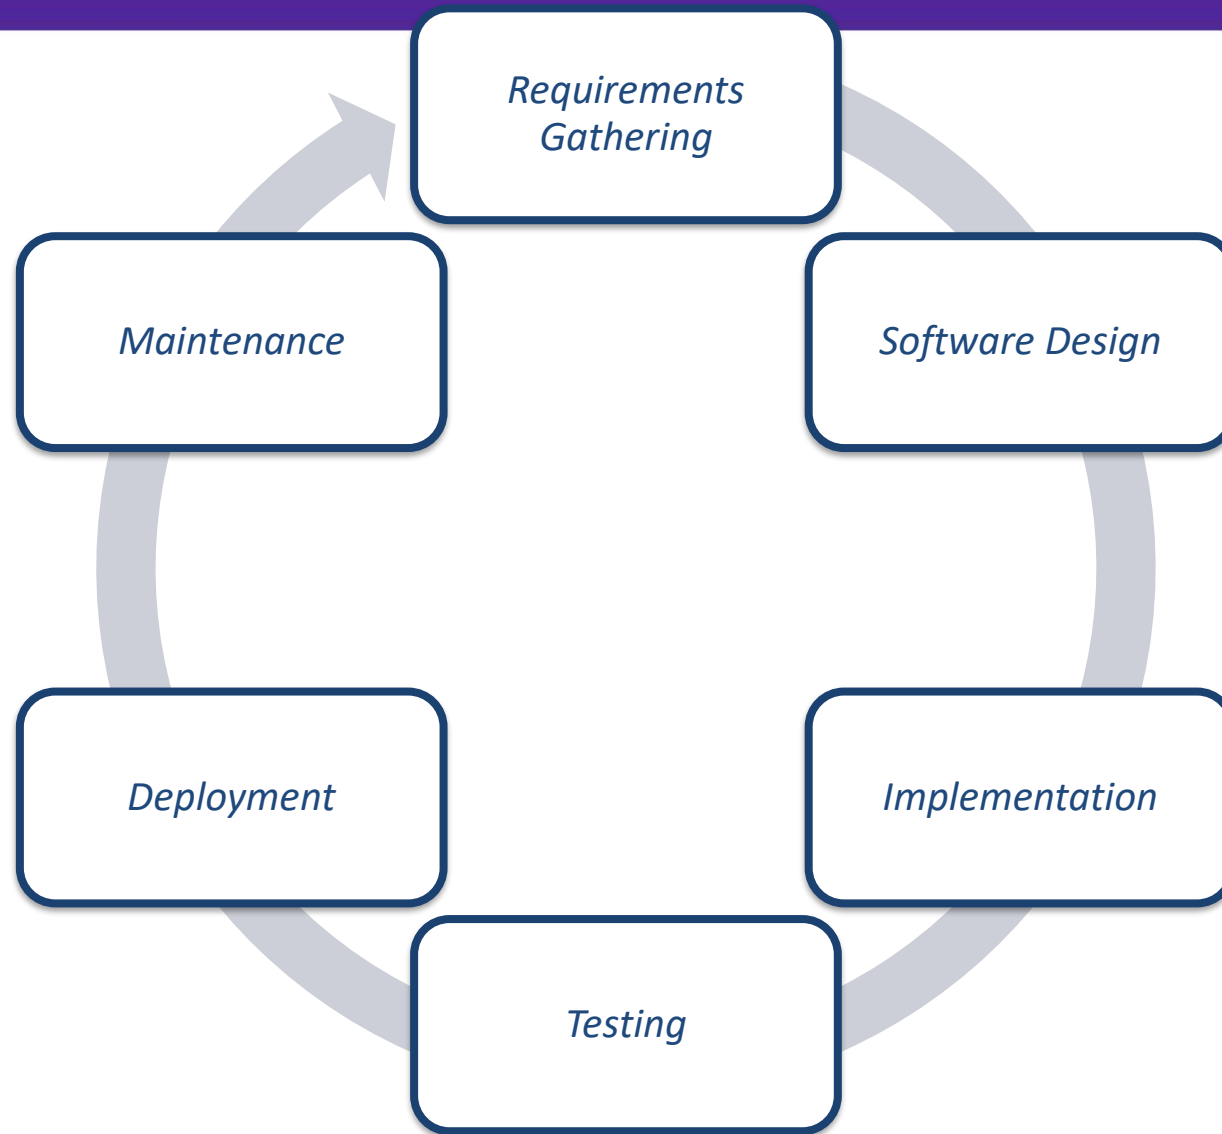 Requirements
Gathering
Software Design
Implementation
Testing
Deployment
Maintenance